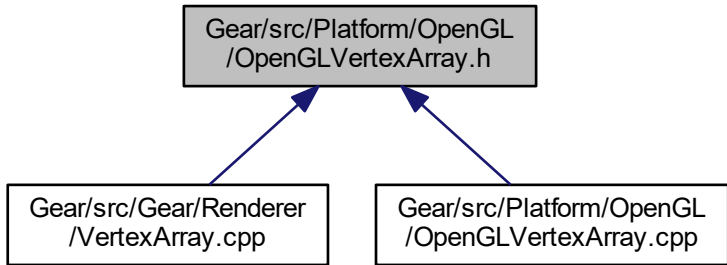 Gear/src/Platform/OpenGL
/OpenGLVertexArray.h
Gear/src/Gear/Renderer
/VertexArray.cpp
Gear/src/Platform/OpenGL
/OpenGLVertexArray.cpp